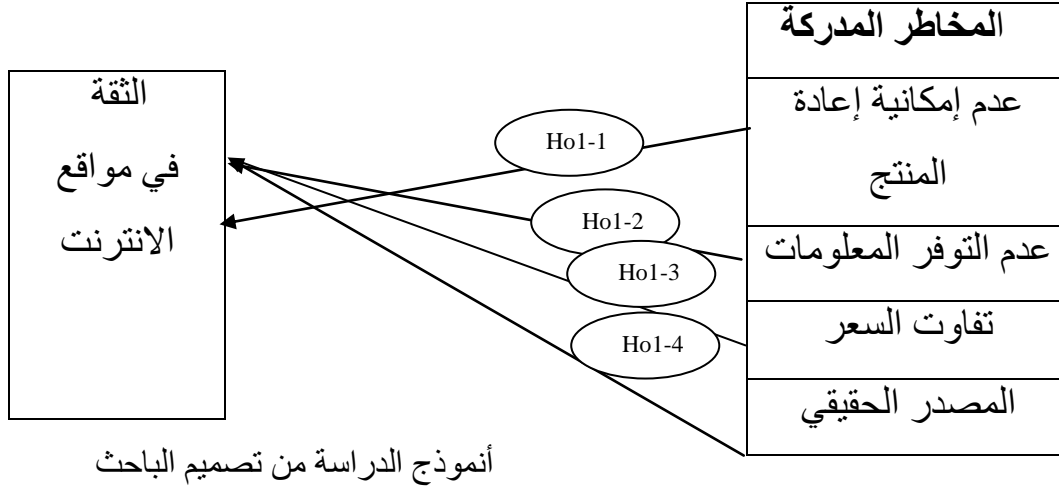 المخاطر المدركة
عدم إمكانية إعادة
المنتج
عدم التوفر المعلومات
تفاوت السعر
المصدر الحقيقي
Ho1-1
Ho1-2
Ho1-3
Ho1-4
الثقة
في مواقع
الانترنت
أنموذج الدراسة من تصميم الباحث